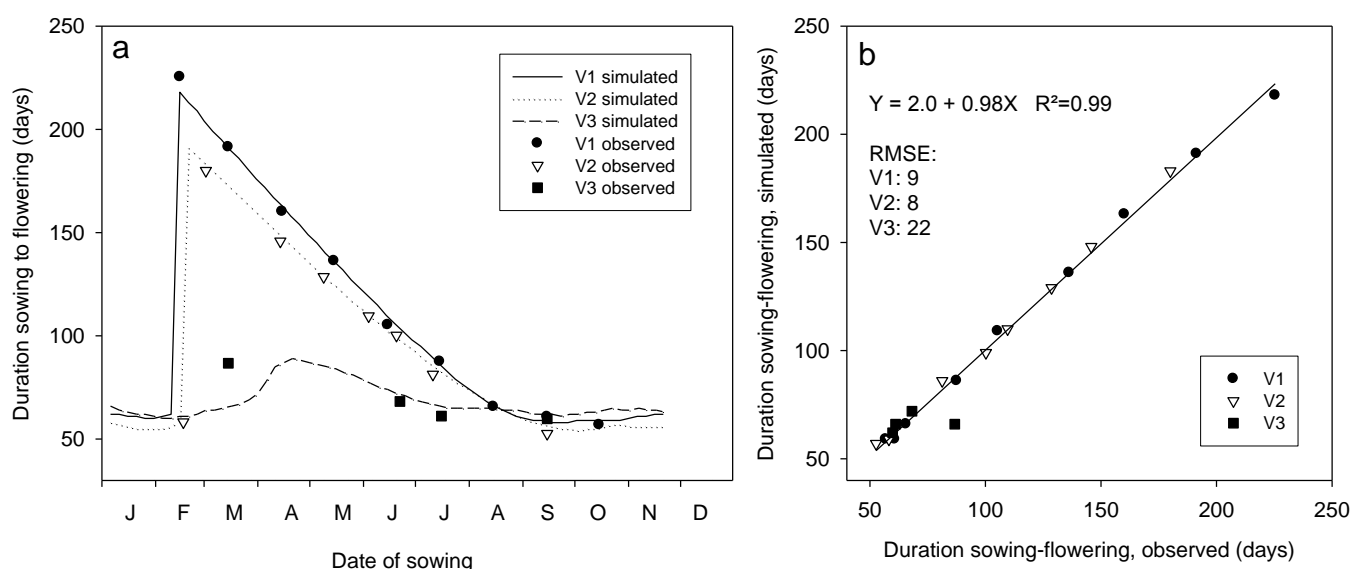 a
Duration sowing to flowering (days)
250
200
150
100
50
V1 simulated
V2 simulated
V3 simulated
V1 observed
V2 observed
V3 observed
J F M A M J J A S O N D
Date of sowing
b
Duration sowing-flowering, simulated (days)
250
200
150
100
50
Y = 2.0 + 0.98X R²=0.99
RMSE:
V1: 9
V2: 8
V3: 22
V1
V2
V3
50 100 150 200 250
Duration sowing-flowering, observed (days)